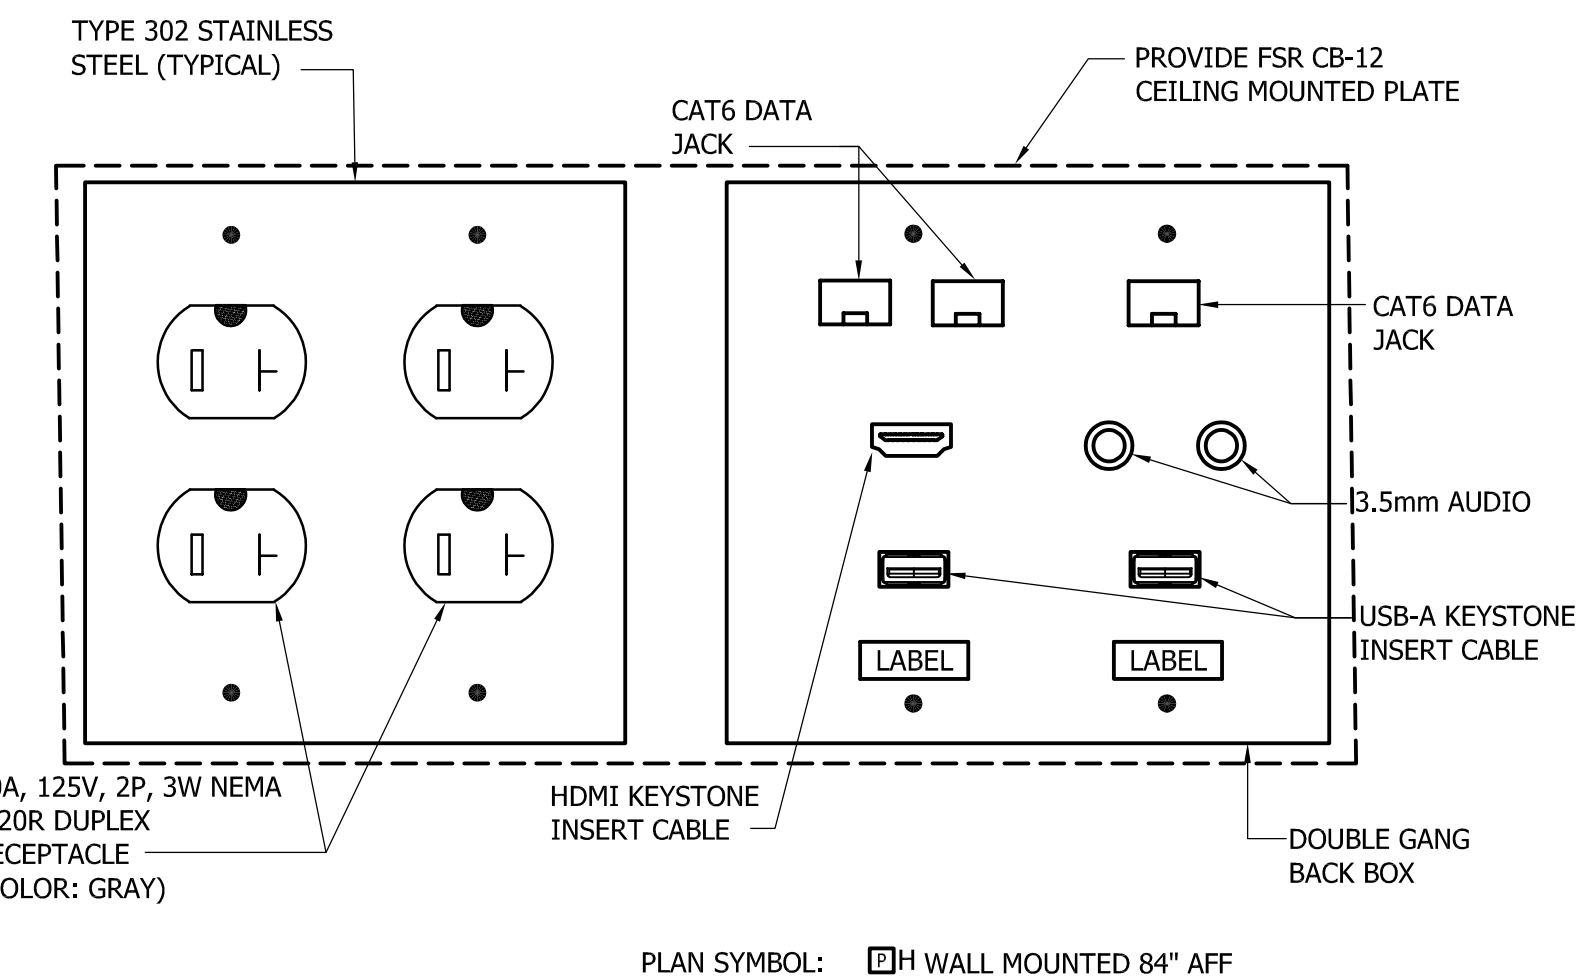 TYPE 302 STAINLESS
STEEL (TYPICAL)
PROVIDE FSR CB-12
CEILING MOUNTED PLATE
CAT6 DATA
JACK
CAT6 DATA
JACK
3.5mm AUDIO
USB-A KEYSTONE
INSERT CABLE
LABEL
LABEL
A, 125V, 2P, 3W NEMA
20R DUPLEX
ECEPTACLE
OLOR: GRAY)
HDMI KEYSTONE
INSERT CABLE
DOUBLE GANG
BACK BOX
PLAN SYMBOL: P H WALL MOUNTED 84" AFF